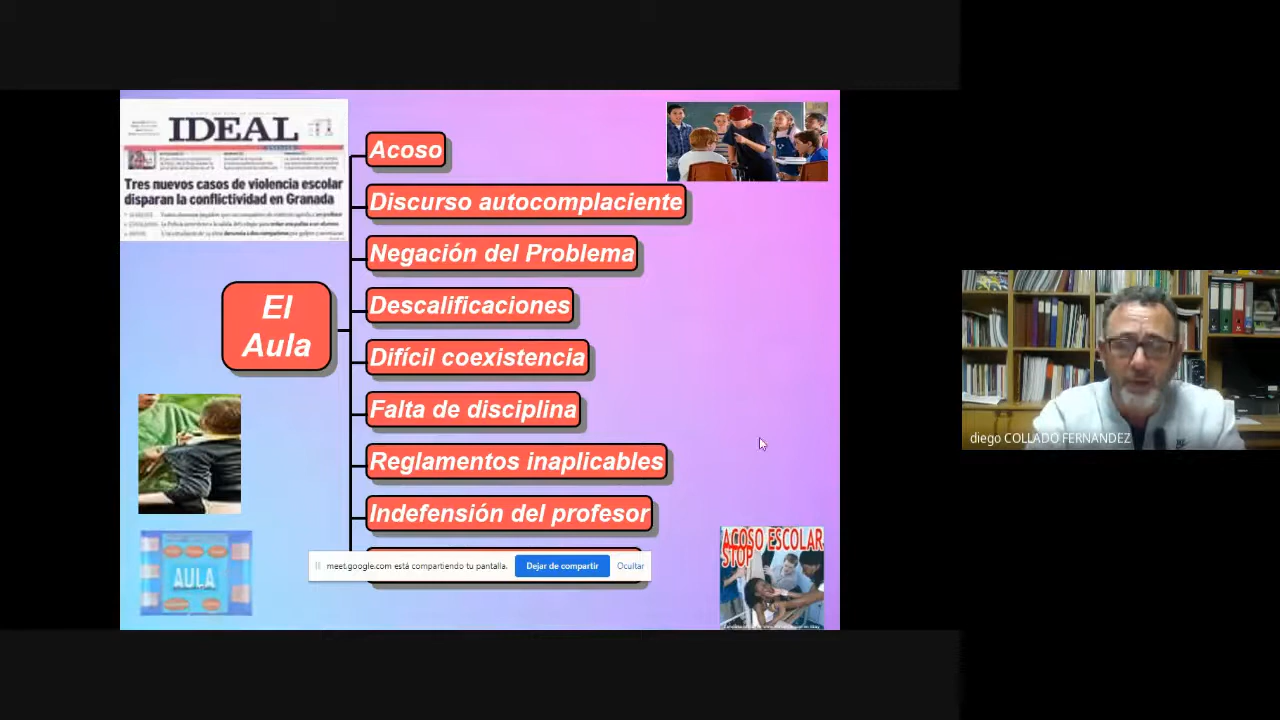 IDEAL
Tres nuevos casos de violencia escolar
disparan la conflictividad en Granada
Acoso
Discurso autocomplaciente
Negación del Problema
Descalificaciones
El
Aula
Difícil coexistencia
Falta de disciplina
Reglamentos inaplicables
Indefensión del profesor
meet.google.com está compartiendo tu pantalla.
Dejar de compartir
Ocultar
AULA
ACOSO ESCOLAR
STOP
diego COLLADO FERNANDEZ